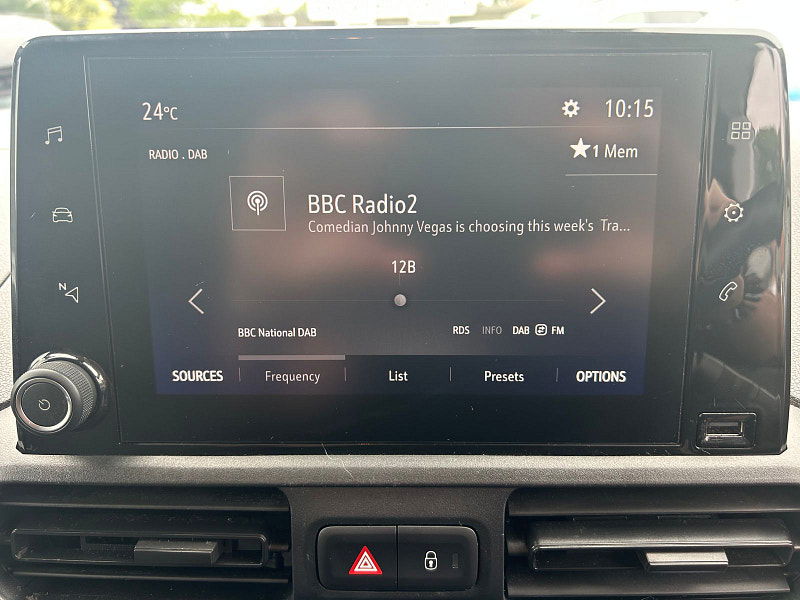 24°C 10:15
RADIO . DAB
1 Mem
BBC Radio2
Comedian Johnny Vegas is choosing this week's Tra...
12B
BBC National DAB RDS INFO DAB FM
SOURCES Frequency List Presets OPTIONS
N